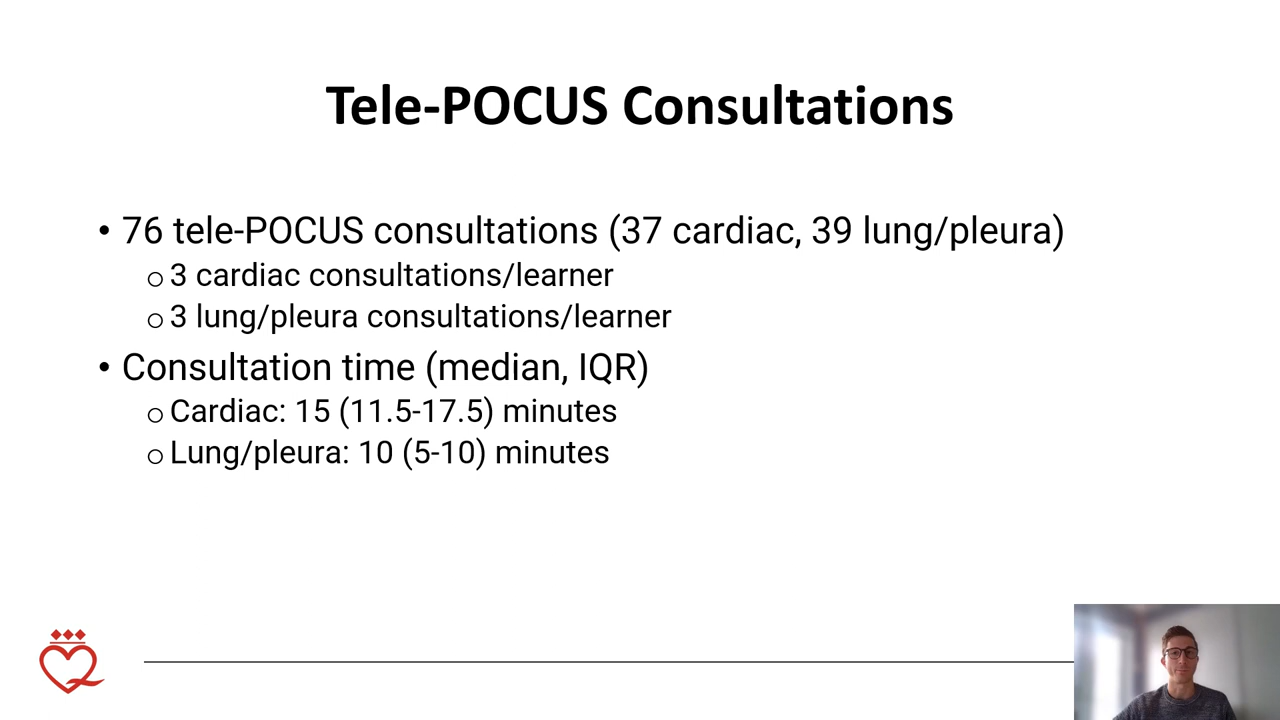 Tele-POCUS Consultations
• 76 tele-POCUS consultations (37 cardiac, 39 lung/pleura)
o 3 cardiac consultations/learner
o 3 lung/pleura consultations/learner
• Consultation time (median, IQR)
o Cardiac: 15 (11.5-17.5) minutes
o Lung/pleura: 10 (5-10) minutes